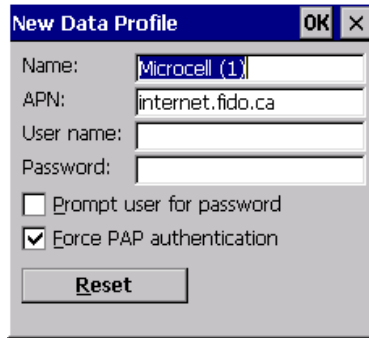 New Data Profile OK ×
Name: Microcell (1)
APN: internet.fido.ca
User name:
Password:
Prompt user for password
Force PAP authentication
Reset